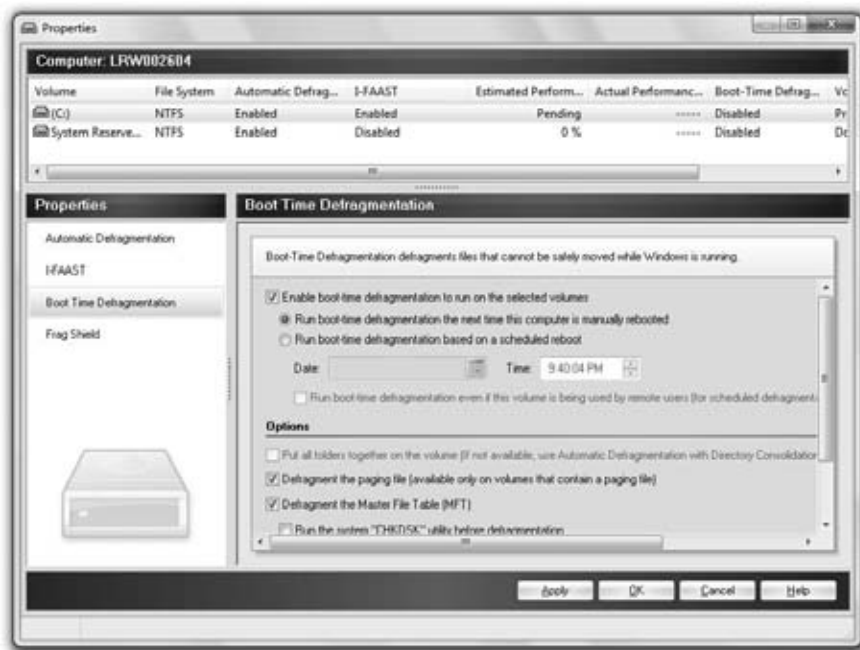 Properties
Computer: LRW002604
Volume File System Automatic Defrag... I-FAAST Estimated Perform... Actual Performanc... Boot-Time Defrag... Vo
(C:) NTFS Enabled Enabled Pending ----- Disabled Pr
System Reserve... NTFS Enabled Disabled 0 % ----- Disabled Do
Properties
Automatic Defragmentation
I-FAAST
Boot Time Defragmentation
Frag Shield
Boot Time Defragmentation
Boot-Time Defragmentation defragments files that cannot be safely moved while Windows is running.
Enable boot-time defragmentation to run on the selected volumes
Run boot-time defragmentation the next time this computer is manually rebooted
Run boot-time defragmentation based on a scheduled reboot
Date: Time: 9:40:04 PM
Run boot-time defragmentation even if this volume is being used by remote users (for scheduled defragmenta
Options
Put all folders together on the volume (if not available, use Automatic Defragmentation with Directory Consolidation
Defragment the paging file (available only on volumes that contain a paging file)
Defragment the Master File Table (MFT)
Run the system "CHKDSK" utility before defragmentation
Apply OK Cancel Help